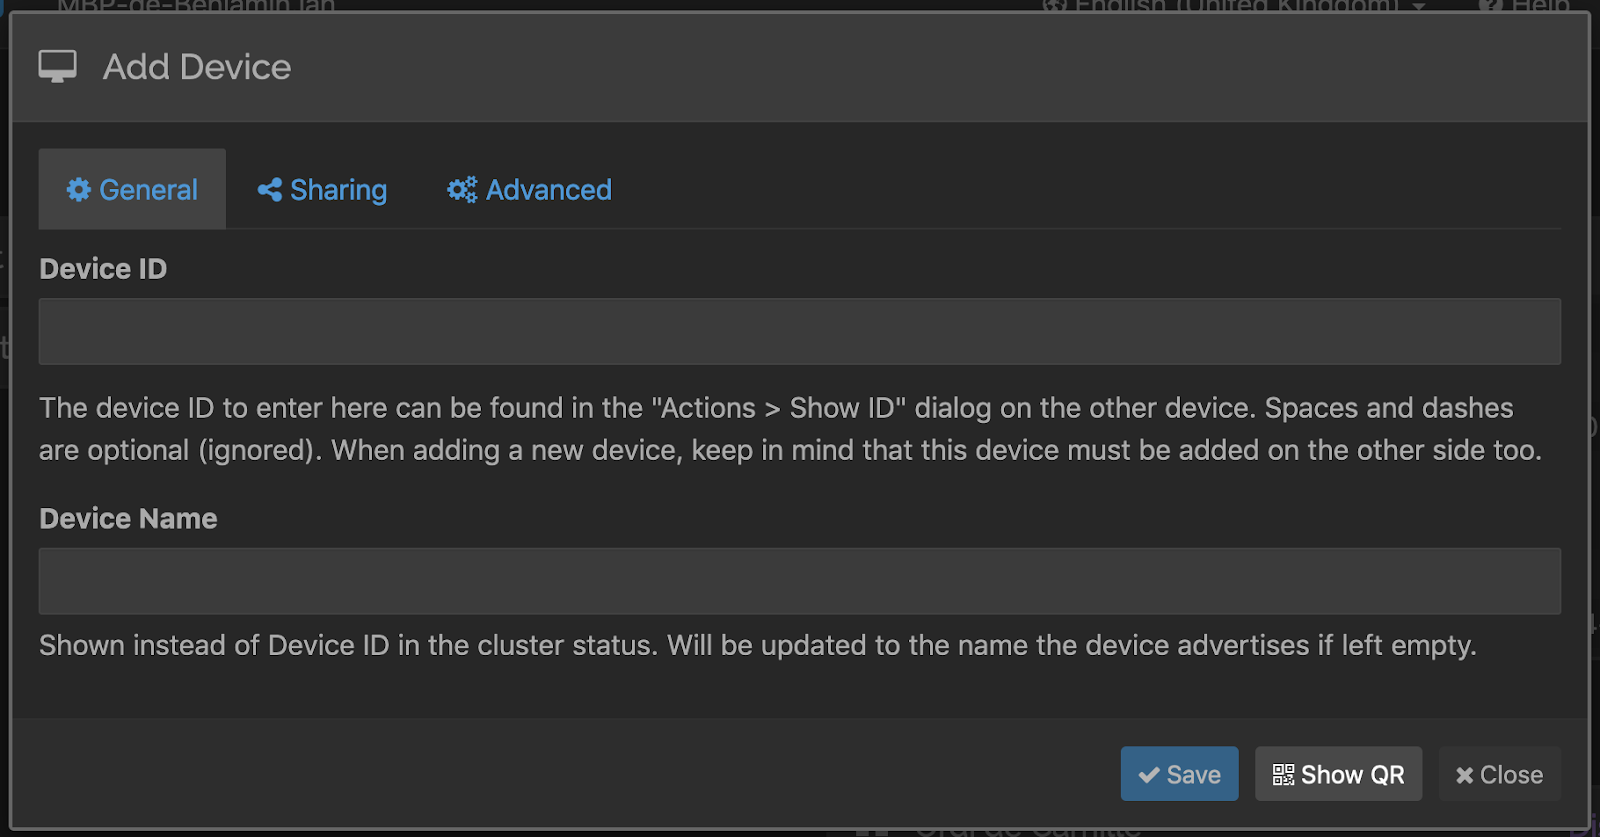 English (United Kingdom)
Help
Add Device
General
Sharing
Advanced
Device ID
The device ID to enter here can be found in the "Actions > Show ID" dialog on the other device. Spaces and dashes
are optional (ignored). When adding a new device, keep in mind that this device must be added on the other side too.
Device Name
Shown instead of Device ID in the cluster status. Will be updated to the name the device advertises if left empty.
Save
Show QR
Close